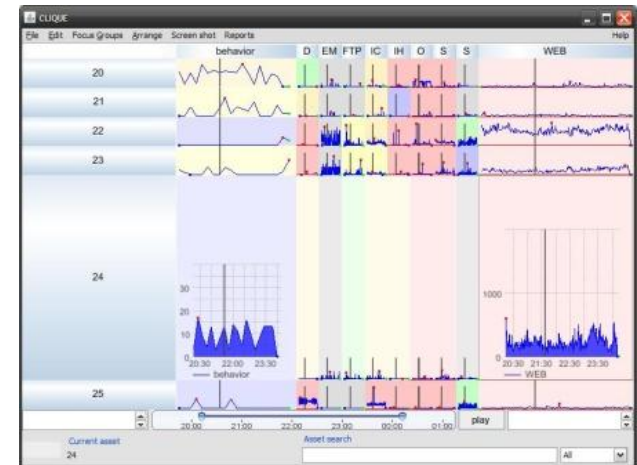 CLIQUE
File Edit Focus Groups Arrange Screen shot Reports Help
behavior D EM FTP IC IH O S S WEB
20
21
22
23
24
30
20
10
0
20:30 22:00 23:30
behavior
1000
0
20:30 21:30 22:30 23:30
WEB
25
20:00 21:00 22:00 23:00 00:00 01:00 play
Current asset Asset search
24 All